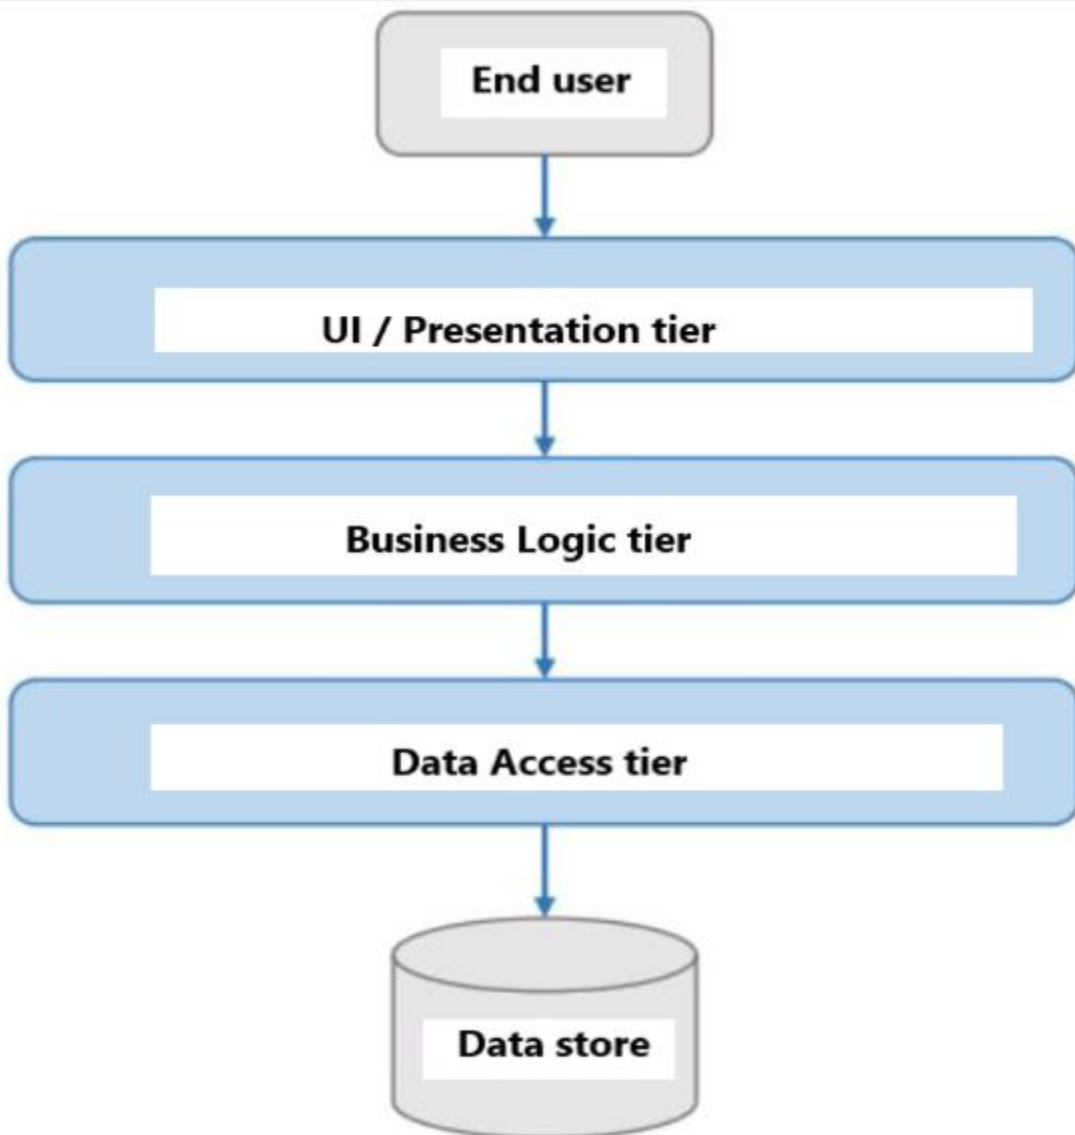 End user
UI / Presentation tier
Business Logic tier
Data Access tier
Data store